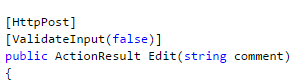 [HttpPost]
[ValidateInput(false)]
public ActionResult Edit(string comment)
{